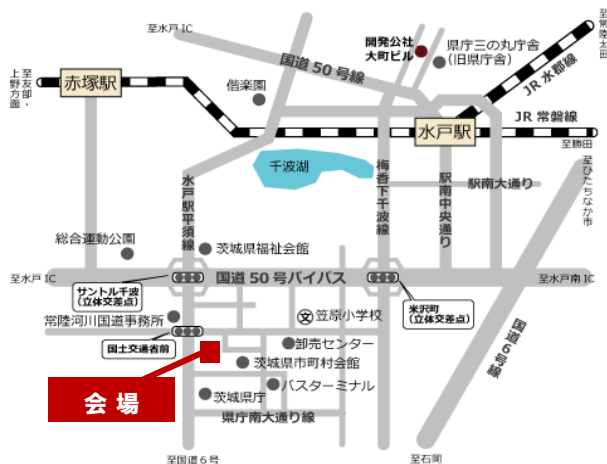 至常陸太田
至水戸 IC
開発公社
大町ビル
県庁三の丸庁舎
(旧県庁舎)
国道50号線
至友部・
上野方面
赤塚駅
偕楽園
JR 水郡線
水戸駅
JR 常磐線
至勝田
千波湖
水戸駅平須線
梅香下千波線
駅南中央通り
駅南大通り
至ひたちなか市
総合運動公園
茨城県福祉会館
至水戸 IC
国道50号バイパス
至水戸南 IC
サントル千波
(立体交差点)
米沢町
(立体交差点)
常陸河川国道事務所
文
笠原小学校
国土交通省前
卸売センター
国道6号線
茨城県市町村会館
会場
バスターミナル
茨城県庁
県庁南大通り線
至国道6号
至石岡